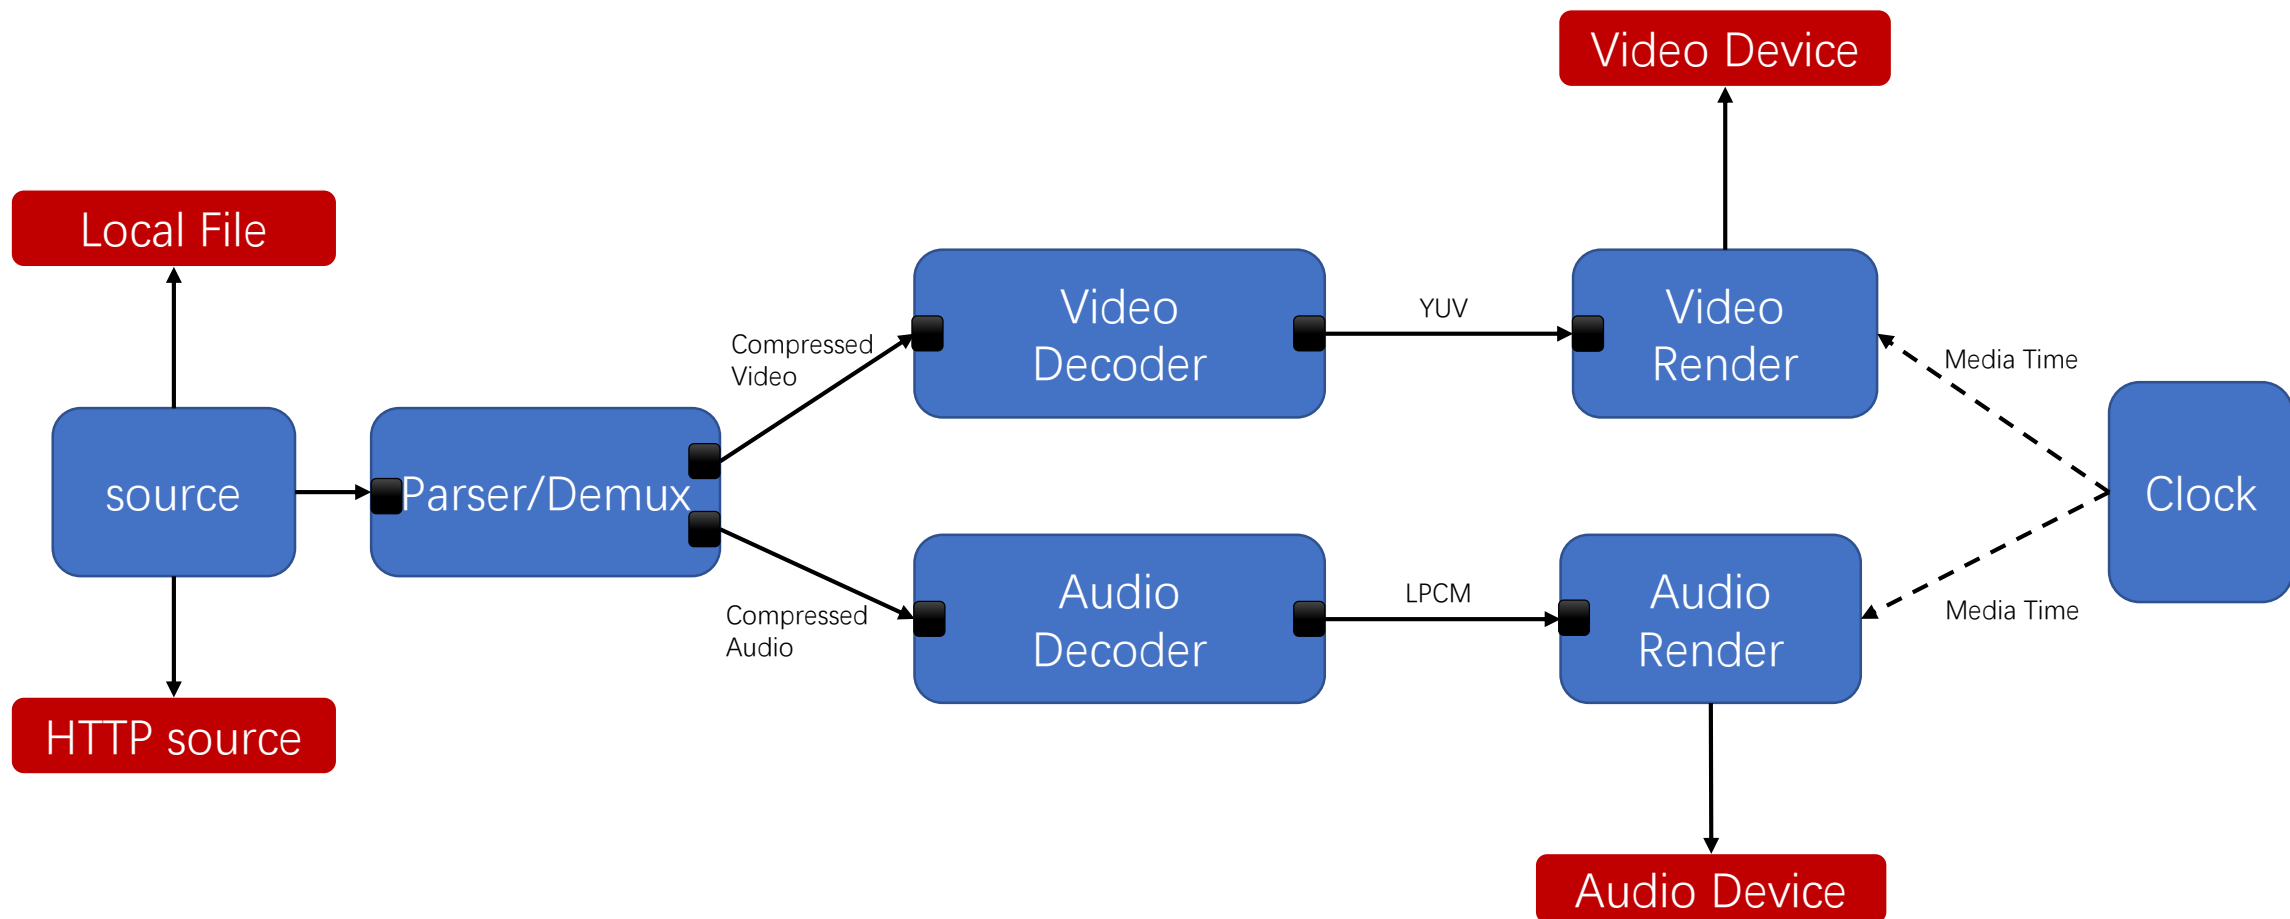 Video Device
Local File
Video
Decoder
YUV
Video
Render
Compressed
Video
Media Time
source
Parser/Demux
Clock
Compressed
Audio
Audio
Decoder
LPCM
Audio
Render
Media Time
HTTP source
Audio Device